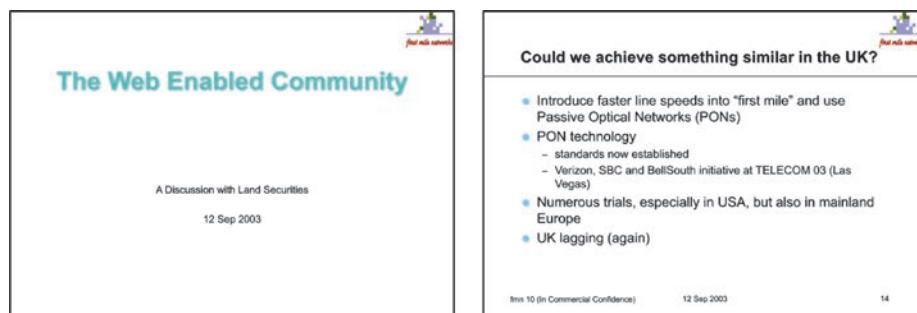 first mile networks
The Web Enabled Community
A Discussion with Land Securities
12 Sep 2003
Could we achieve something similar in the UK?
Introduce faster line speeds into “first mile” and use
Passive Optical Networks (PONs)
PON technology
– standards now established
– Verizon, SBC and BellSouth initiative at TELECOM 03 (Las
Vegas)
Numerous trials, especially in USA, but also in mainland
Europe
UK lagging (again)
fmn 10 (In Commercial Confidence) 12 Sep 2003 14